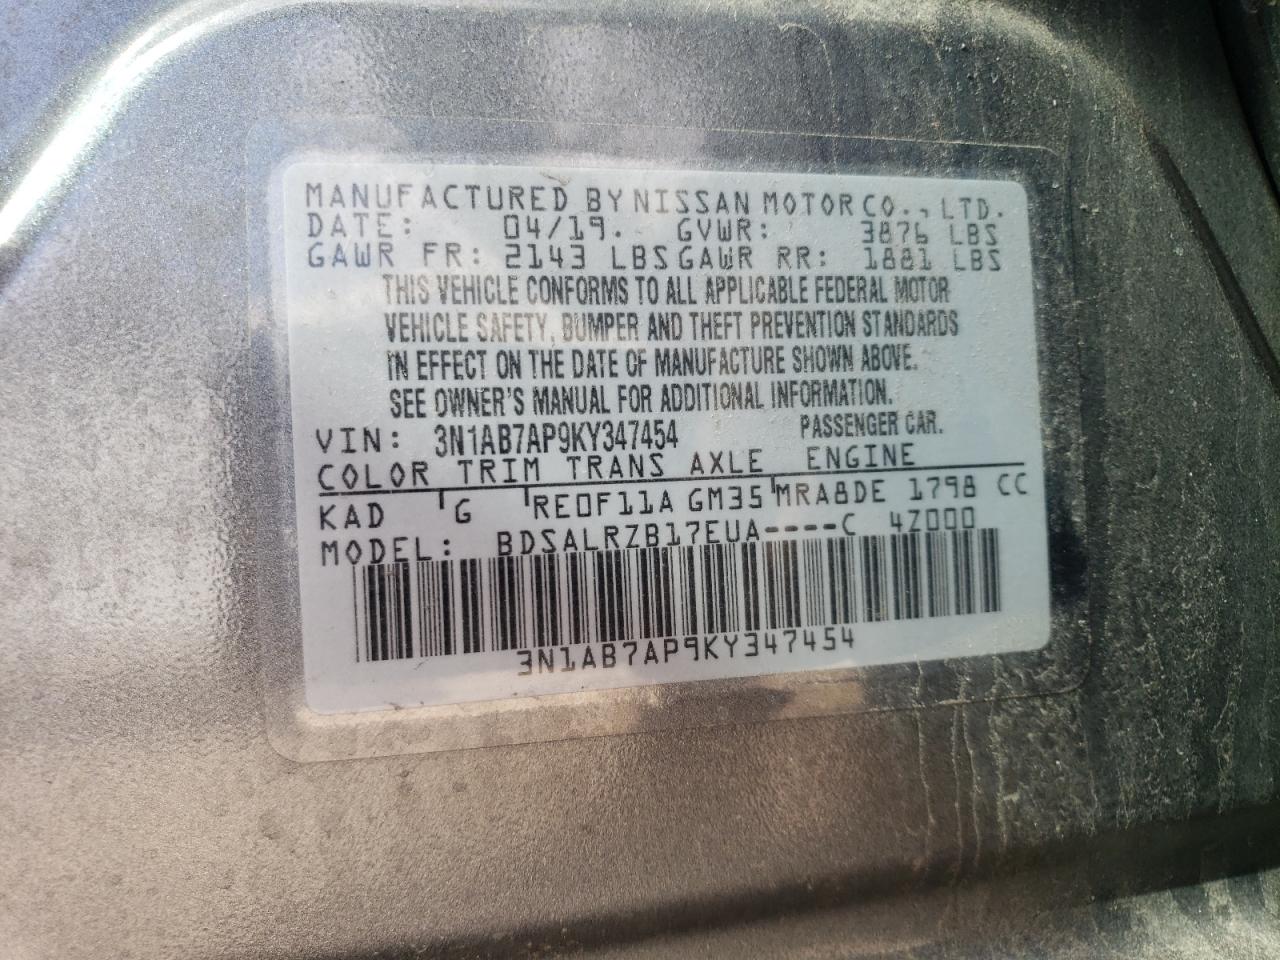 MANUFACTURED BY NISSAN MOTOR CO., LTD.
DATE: 04/19. GVWR: 3876 LBS
GAWR FR: 2143 LBS GAWR RR: 1881 LBS
THIS VEHICLE CONFORMS TO ALL APPLICABLE FEDERAL MOTOR
VEHICLE SAFETY, BUMPER AND THEFT PREVENTION STANDARDS
IN EFFECT ON THE DATE OF MANUFACTURE SHOWN ABOVE.
SEE OWNER'S MANUAL FOR ADDITIONAL INFORMATION.
VIN: 3N1AB7AP9KY347454 PASSENGER CAR.
COLOR TRIM TRANS AXLE ENGINE
KAD G RE0F11A GM35 MRA8DE 1798 CC
MODEL: BDSALRZB17EUA----C 4Z000
3N1AB7AP9KY347454